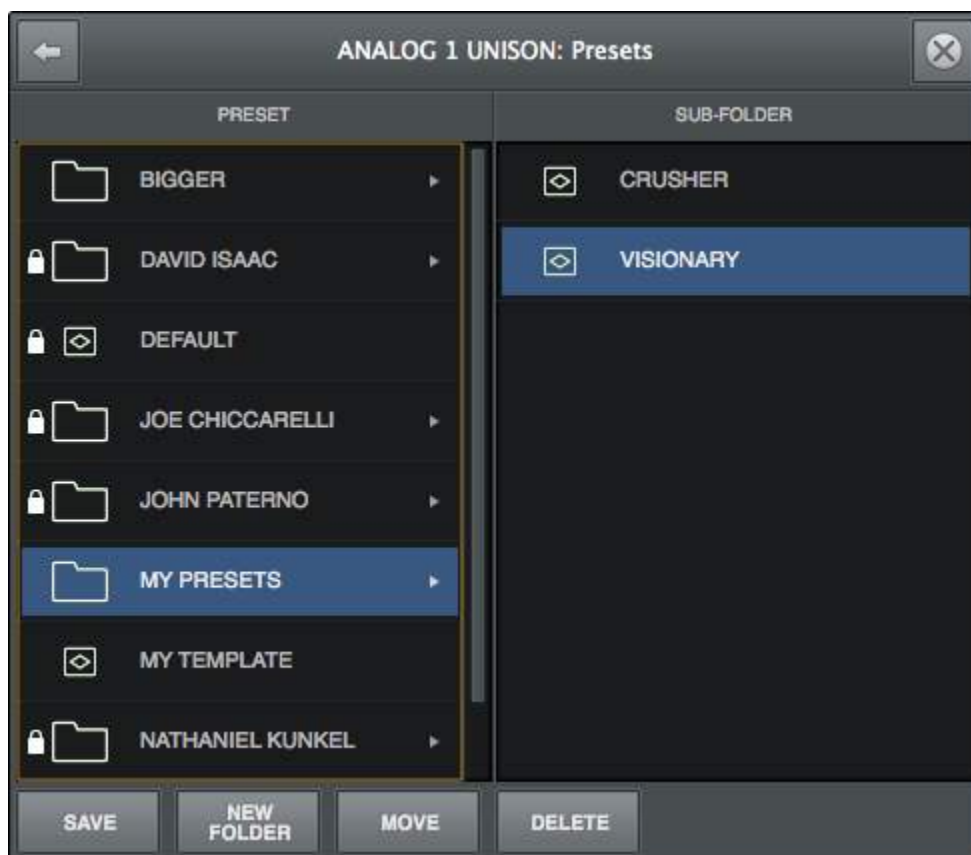 ANALOG 1 UNISON: Presets
PRESET
SUB-FOLDER
BIGGER
DAVID ISAAC
DEFAULT
JOE CHICCARELLI
JOHN PATERNO
MY PRESETS
MY TEMPLATE
NATHANIEL KUNKEL
CRUSHER
VISIONARY
SAVE
NEW
FOLDER
MOVE
DELETE